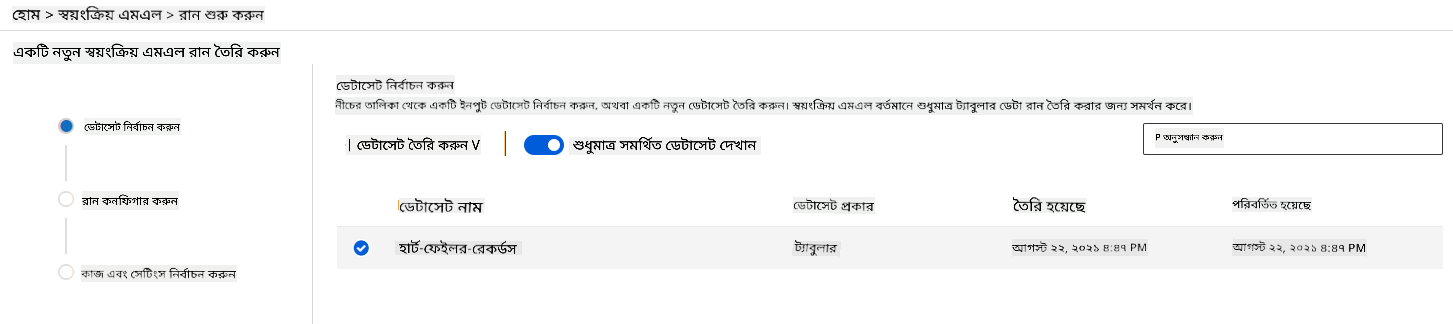 হোম > স্বয়ংক্রিয় এমএল > রান শুরু করুন
একটি নতুন স্বয়ংক্রিয় এমএল রান তৈরি করুন
ডেটাসেট নির্বাচন করুন
রান কনফিগার করুন
কাজ এবং সেটিংস নির্বাচন করুন
ডেটাসেট নির্বাচন করুন
নীচের তালিকা থেকে একটি ইনপুট ডেটাসেট নির্বাচন করুন, অথবা একটি নতুন ডেটাসেট তৈরি করুন। স্বয়ংক্রিয় এমএল বর্তমানে শুধুমাত্র ট্যাবুলার ডেটা রান তৈরি করার জন্য সমর্থন করে।
| ডেটাসেট তৈরি করুন V শুধুমাত্র সমর্থিত ডেটাসেট দেখান P অনুসন্ধান করুন
ডেটাসেট নাম ডেটাসেট প্রকার তৈরি হয়েছে পরিবর্তিত হয়েছে
হার্ট-ফেইলর-রেকর্ডস ট্যাবুলার আগস্ট ২২, ২০২১ ৪:৪৭ PM আগস্ট ২২, ২০২১ ৪:৪৭ PM